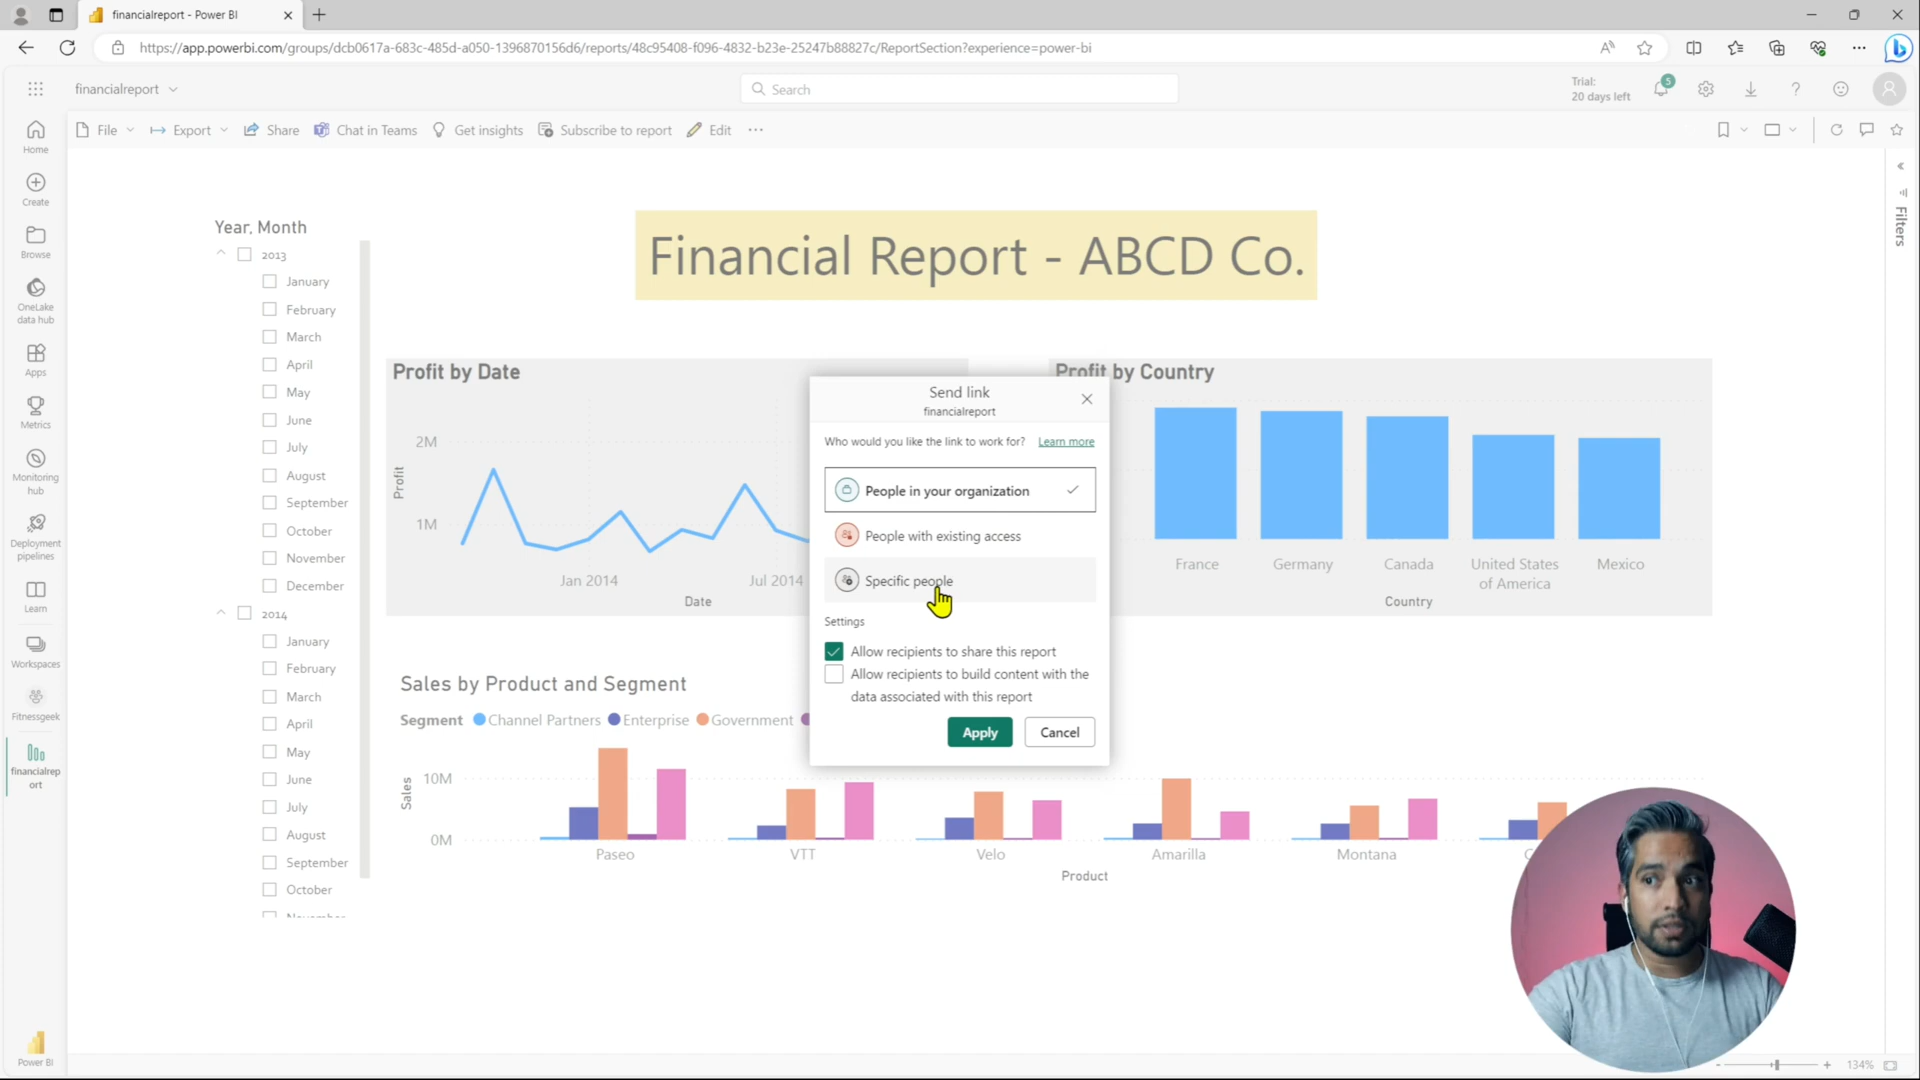 financialreport - Power BI
https://app.powerbi.com/groups/dcb0617a-683c-485d-a050-1396870156d6/reports/48c95408-f096-4832-b23e-25247b88827c/ReportSection?experience=power-bi
financialreport
Search
Trial:
20 days left
5
File
Export
Share
Chat in Teams
Get insights
Subscribe to report
Edit
Home
Create
Browse
OneLake
data hub
Apps
Metrics
Monitoring
hub
Deployment
pipelines
Learn
Workspaces
Fitnessgeek
financialrep
ort
Power BI
Filters
Financial Report - ABCD Co.
Year, Month
2013
January
February
March
April
May
June
July
August
September
October
November
December
2014
January
February
March
April
May
June
July
August
September
October
November
Profit by Date
Profit
2M
1M
Jan 2014
Jul 2014
Date
Profit by Country
France
Germany
Canada
United States
of America
Mexico
Country
Send link
financialreport
Who would you like the link to work for? Learn more
People in your organization
People with existing access
Specific people
Settings
Allow recipients to share this report
Allow recipients to build content with the
data associated with this report
Apply
Cancel
Sales by Product and Segment
Segment Channel Partners Enterprise Government
Sales
10M
0M
Paseo
VTT
Velo
Amarilla
Montana
Product
134%